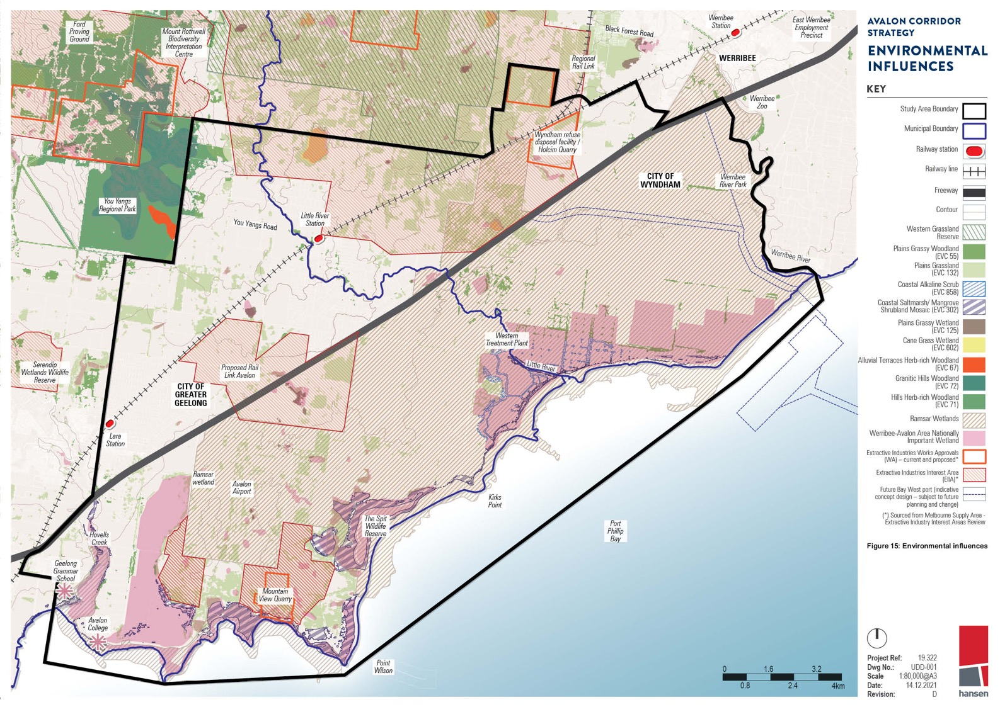 Ford
Proving
Ground
Mount Rothwell
Biodiversity
Interpretation
Centre
Black Forest Road
Werribee
Station
East Werribee
Employment
Precinct
Regional
Rail Link
WERRIBEE
Werribee
Zoo
Wyndham refuse
disposal facility /
Holcim Quarry
CITY OF
WYNDHAM
Werribee
River Park
You Yangs
Regional Park
You Yangs Road
Little River
Station
Werribee River
Western
Treatment Plant
Little River
Serendip
Wetlands Wildlife
Reserve
Proposed Rail
Link Avalon
CITY OF
GREATER
GEELONG
Lara
Station
Ramsar
wetland
Avalon
Airport
Kirks
Point
The Spit
Wildlife
Reserve
Port
Phillip
Bay
Hovells
Creek
Geelong
Grammar
School
Mountain
View Quarry
Avalon
College
Point
Wilson
0 1.6 3.2
0.8 2.4 4km
AVALON CORRIDOR
STRATEGY
ENVIRONMENTAL
INFLUENCES
KEY
Study Area Boundary
Municipal Boundary
Railway station
Railway line
Freeway
Contour
Western Grassland
Reserve
Plains Grassy Woodland
(EVC 55)
Plains Grassland
(EVC 132)
Coastal Alkaline Scrub
(EVC 858)
Coastal Saltmarsh/ Mangrove
Shrubland Mosaic (EVC 302)
Plains Grassy Wetland
(EVC 125)
Cane Grass Wetland
(EVC 602)
Alluvial Terraces Herb-rich Woodland
(EVC 67)
Granitic Hills Woodland
(EVC 72)
Hills Herb-rich Woodland
(EVC 71)
Ramsar Wetlands
Werribee-Avalon Area Nationally
Important Wetland
Extractive Industries Works Approvals
(WA) – current and proposed*
Extractive Industries Interest Area
(EIIA)*
Future Bay West port (indicative
concept design – subject to future
planning and change)
(*) Sourced from Melbourne Supply Area -
Extractive Industry Interest Areas Review
Figure 15: Environmental influences
Project Ref: 19.322
Dwg No.: UDD-001
Scale 1:80,000@A3
Date: 14.12.2021
Revision: D
hansen